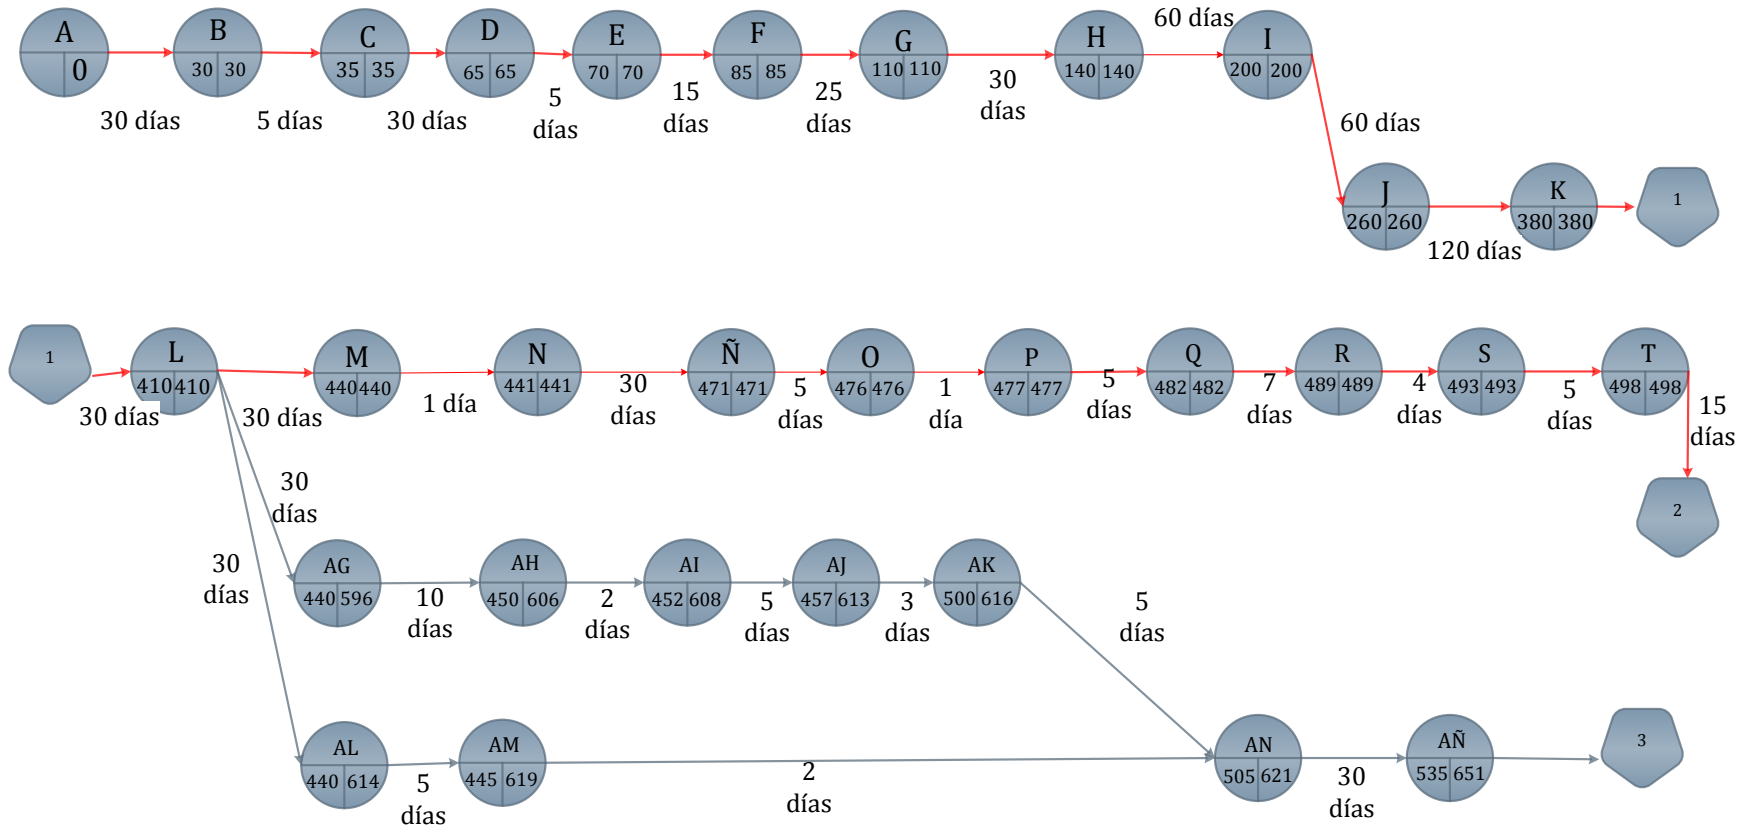 A
0
B
30 30
C
35 35
D
65 65
E
70 70
F
85 85
G
110 110
H
140 140
I
200 200
30 días
5 días
30 días
5
días
15
días
25
días
30
días
60 días
60 días
J
260 260
K
380 380
1
120 días
1
L
410 410
M
440 440
N
441 441
Ñ
471 471
O
476 476
P
477 477
Q
482 482
R
489 489
S
493 493
T
498 498
30 días
30 días
1 día
30
días
5
días
1
día
5
días
7
días
4
días
5
días
15
días
2
30
días
30
días
AG
440 596
AH
450 606
AI
452 608
AJ
457 613
AK
500 616
10
días
2
días
5
días
3
días
5
días
AL
440 614
AM
445 619
AN
505 621
AÑ
535 651
3
5
días
2
días
30
días